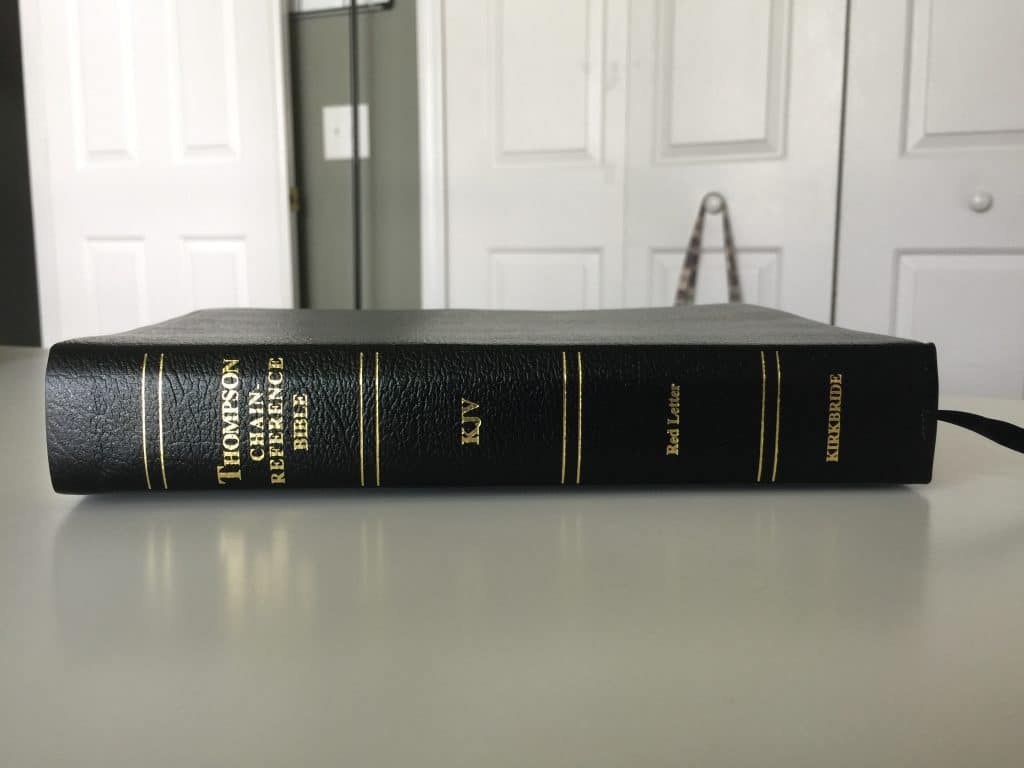 THOMPSON
CHAIN-
REFERENCE
BIBLE
KJV
Red Letter
KIRKBRIDE